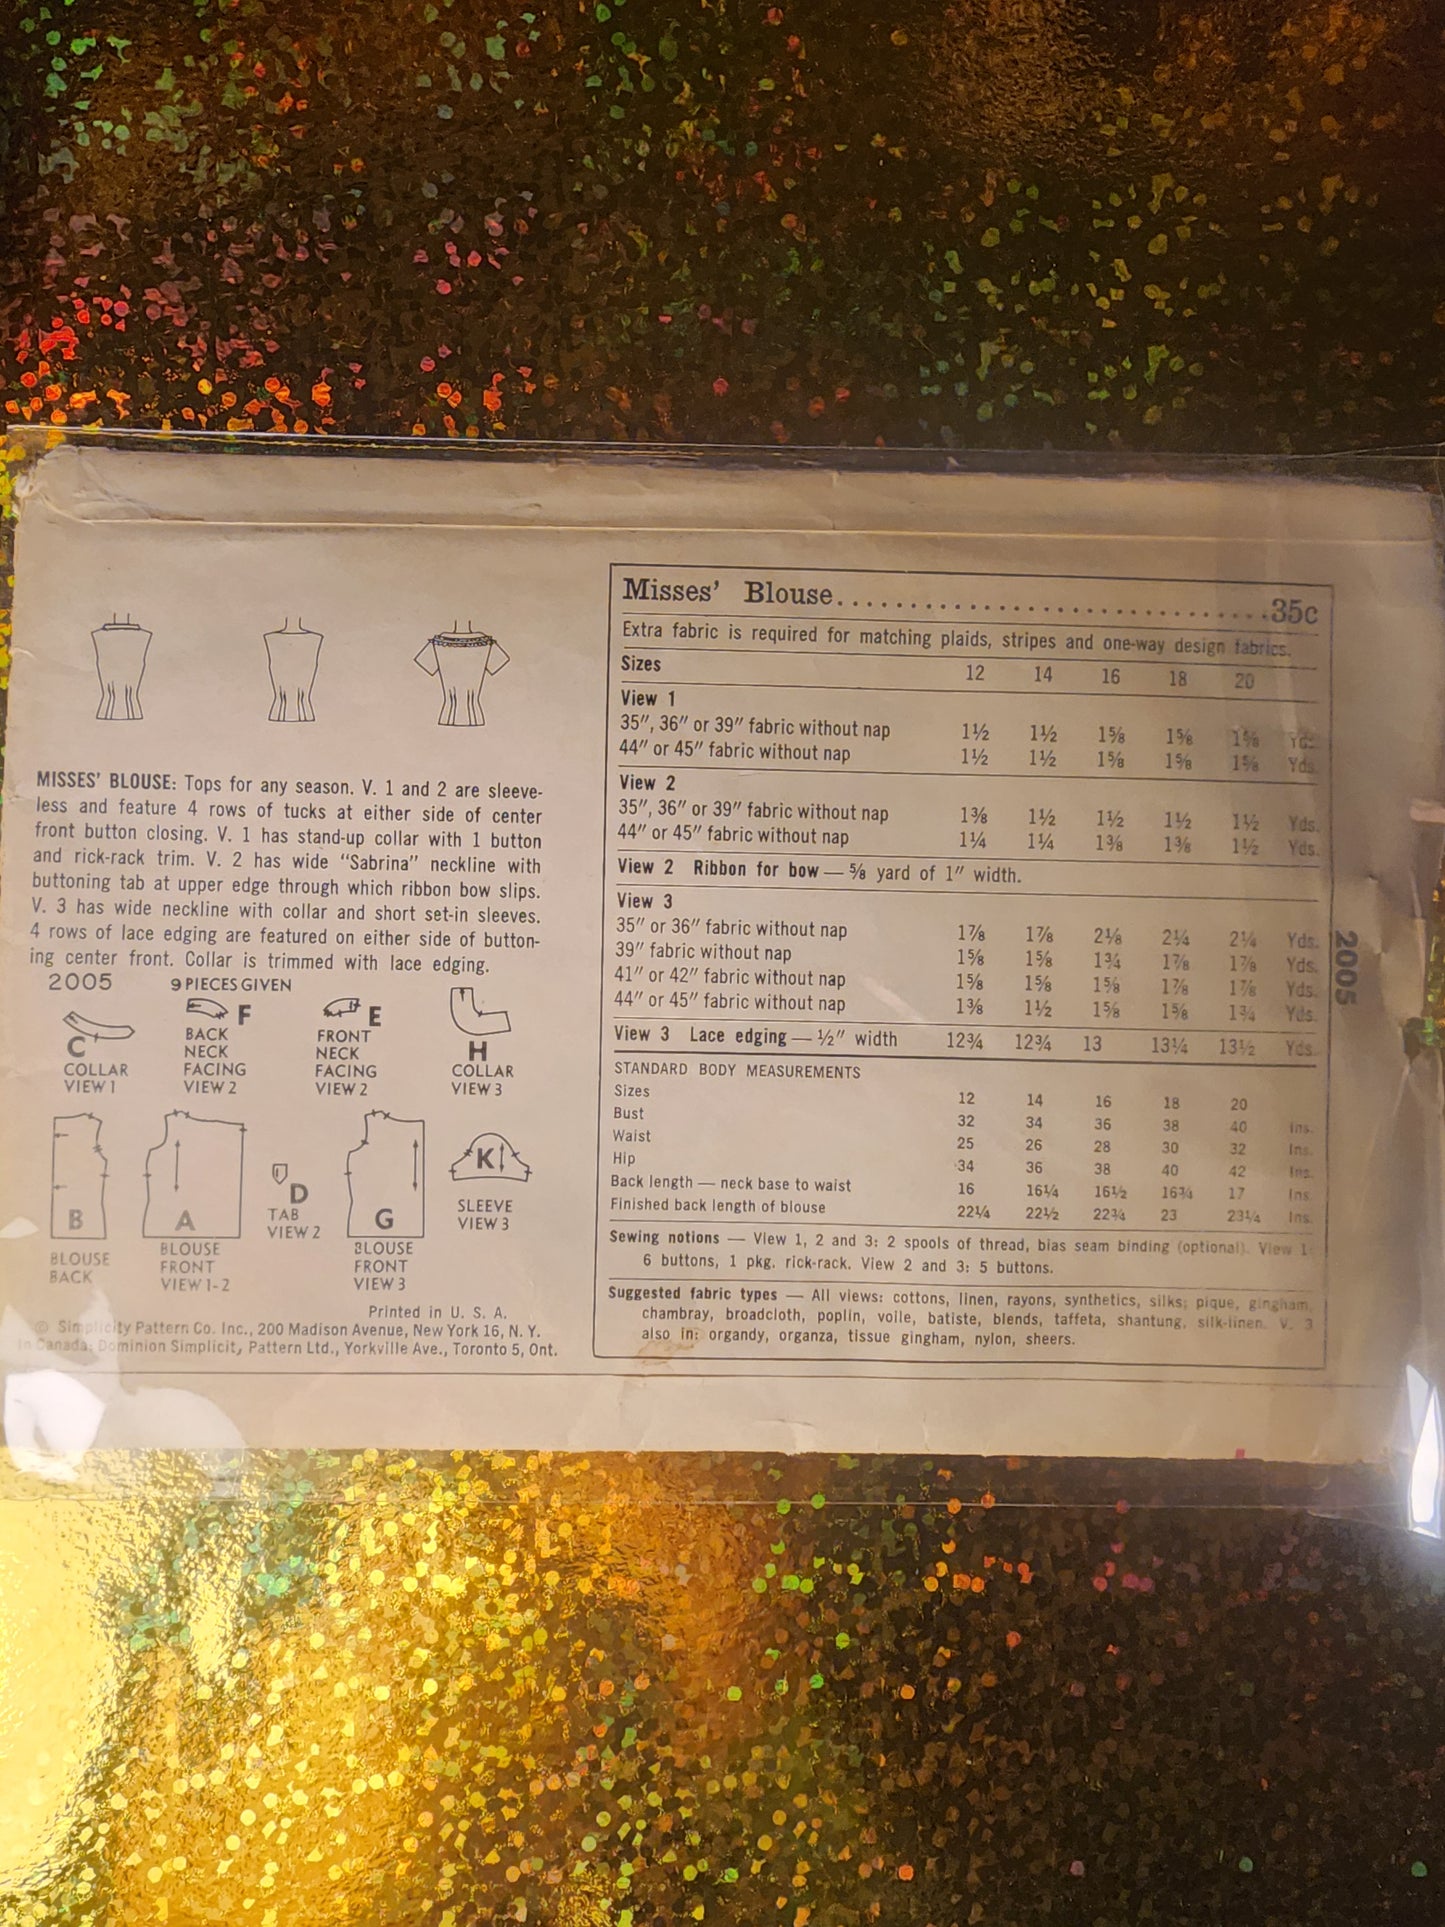 MISSES' BLOUSE: Tops for any season. V. 1 and 2 are sleeve-
less and feature 4 rows of tucks at either side of center
front button closing. V. 1 has stand-up collar with 1 button
and rick-rack trim. V. 2 has wide "Sabrina" neckline with
buttoning tab at upper edge through which ribbon bow slips.
V. 3 has wide neckline with collar and short set-in sleeves.
4 rows of lace edging are featured on either side of button-
ing center front. Collar is trimmed with lace edging.
2005 9 PIECES GIVEN
C
COLLAR
VIEW 1
F
BACK
NECK
FACING
VIEW 2
E
FRONT
NECK
FACING
VIEW 2
H
COLLAR
VIEW 3
B
BLOUSE
BACK
A
BLOUSE
FRONT
VIEW 1-2
D
TAB
VIEW 2
G
BLOUSE
FRONT
VIEW 3
K
SLEEVE
VIEW 3
Printed in U. S. A.
© Simplicity Pattern Co. Inc., 200 Madison Avenue, New York 16, N. Y.
In Canada: Dominion Simplicit, Pattern Ltd., Yorkville Ave., Toronto 5, Ont.
Misses' Blouse............................35c
Extra fabric is required for matching plaids, stripes and one-way design fabrics.
Sizes 12 14 16 18 20
View 1
35", 36" or 39" fabric without nap 1½ 1½ 1⅝ 1⅝ 1⅝ Yds.
44" or 45" fabric without nap 1½ 1½ 1⅝ 1⅝ 1⅝ Yds.
View 2
35", 36" or 39" fabric without nap 1⅜ 1½ 1½ 1½ 1½ Yds.
44" or 45" fabric without nap 1¼ 1¼ 1⅜ 1⅜ 1½ Yds.
View 2 Ribbon for bow — ⅝ yard of 1" width.
View 3
35" or 36" fabric without nap 1⅞ 1⅞ 2⅛ 2¼ 2¼ Yds.
39" fabric without nap 1⅝ 1⅝ 1¾ 1⅞ 1⅞ Yds.
41" or 42" fabric without nap 1⅝ 1⅝ 1⅝ 1⅞ 1⅞ Yds.
44" or 45" fabric without nap 1⅜ 1½ 1⅝ 1⅝ 1¾ Yds.
View 3 Lace edging — ½" width 12¾ 12¾ 13 13¼ 13½ Yds.
STANDARD BODY MEASUREMENTS
Sizes 12 14 16 18 20
Bust 32 34 36 38 40 Ins.
Waist 25 26 28 30 32 Ins.
Hip 34 36 38 40 42 Ins.
Back length — neck base to waist 16 16¼ 16½ 16¾ 17 Ins.
Finished back length of blouse 22¼ 22½ 22¾ 23 23¼ Ins.
Sewing notions — View 1, 2 and 3: 2 spools of thread, bias seam binding (optional). View 1:
6 buttons, 1 pkg. rick-rack. View 2 and 3: 5 buttons.
Suggested fabric types — All views: cottons, linen, rayons, synthetics, silks; pique, gingham,
chambray, broadcloth, poplin, voile, batiste, blends, taffeta, shantung, silk-linen. V. 3
also in: organdy, organza, tissue gingham, nylon, sheers.
2005